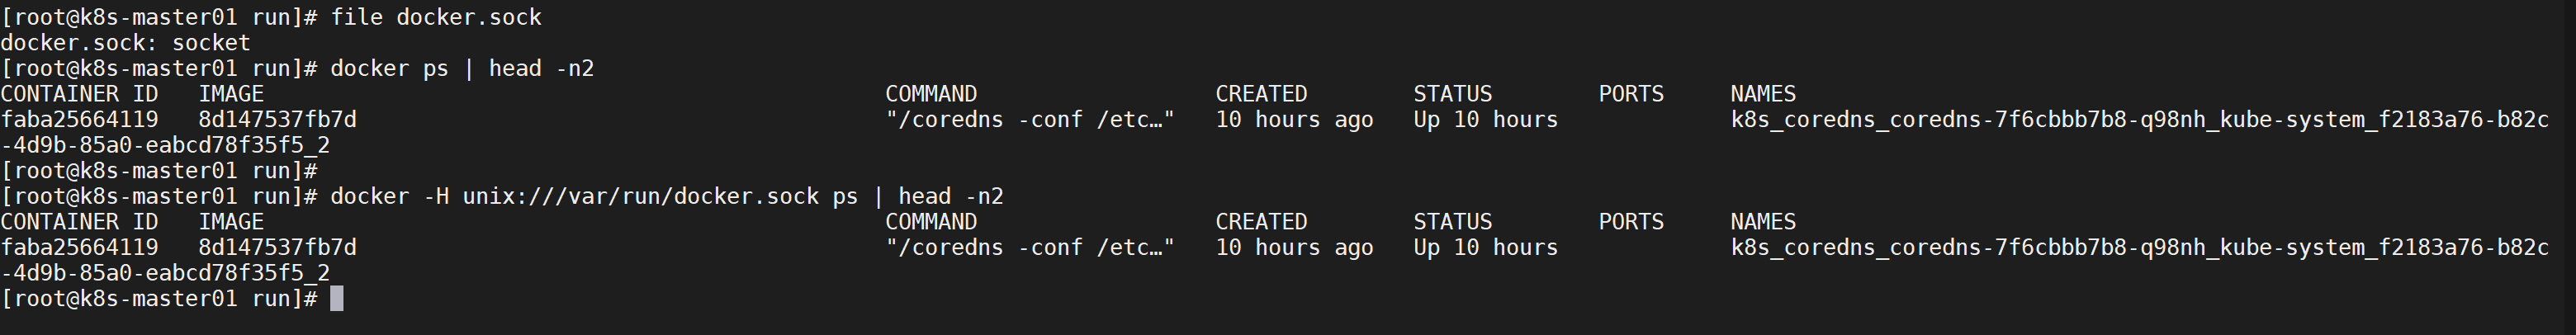 [root@k8s-master01 run]# file docker.sock
docker.sock: socket
[root@k8s-master01 run]# docker ps | head -n2
CONTAINER ID   IMAGE                                               COMMAND                  CREATED        STATUS        PORTS     NAMES
faba25664119   8d147537fb7d                                        "/coredns -conf /etc…"   10 hours ago   Up 10 hours             k8s_coredns_coredns-7f6cbbb7b8-q98nh_kube-system_f2183a76-b82c
-4d9b-85a0-eabcd78f35f5_2
[root@k8s-master01 run]#
[root@k8s-master01 run]# docker -H unix:///var/run/docker.sock ps | head -n2
CONTAINER ID   IMAGE                                               COMMAND                  CREATED        STATUS        PORTS     NAMES
faba25664119   8d147537fb7d                                        "/coredns -conf /etc…"   10 hours ago   Up 10 hours             k8s_coredns_coredns-7f6cbbb7b8-q98nh_kube-system_f2183a76-b82c
-4d9b-85a0-eabcd78f35f5_2
[root@k8s-master01 run]#